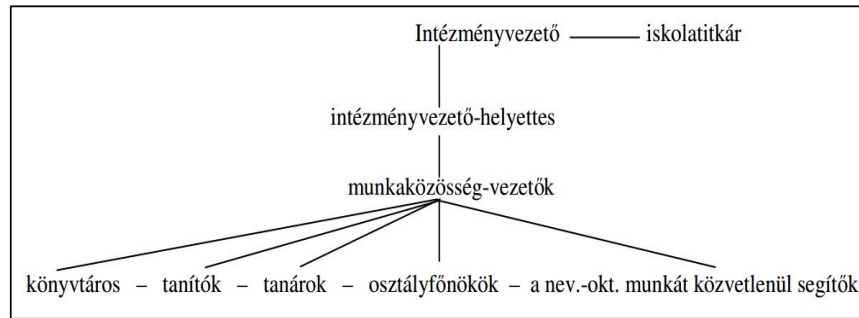 Intézményvezető iskolatitkár
intézményvezető-helyettes
munkaközösség-vezetők
könyvtáros – tanítók – tanárok – osztályfőnökök – a nev.-okt. munkát közvetlenül segítők